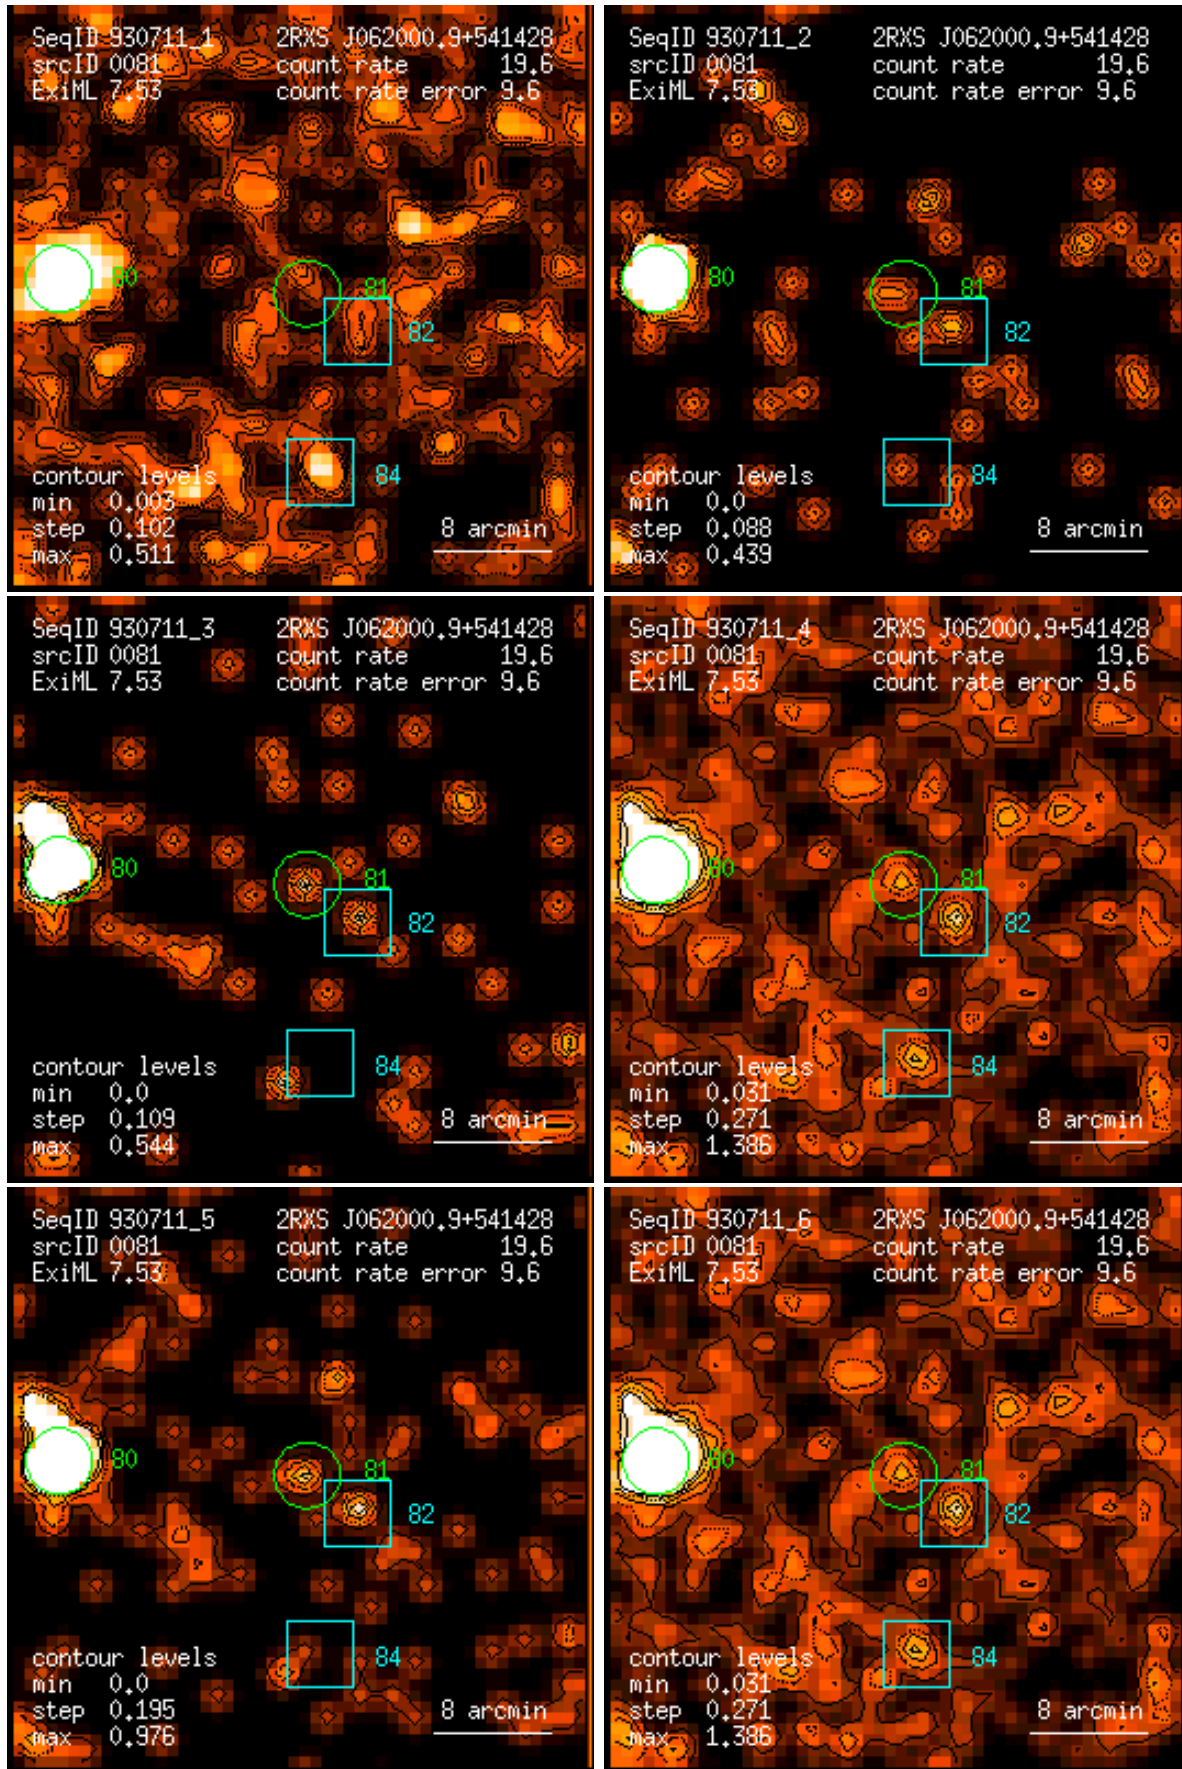 SeqID 930711_1 2RXS J062000.9+541428
srcID 0081 count rate 19.6
ExiML 7.53 count rate error 9.6
80
81
82
84
contour levels
min 0.003
step 0.102
max 0.511
8 arcmin
SeqID 930711_2 2RXS J062000.9+541428
srcID 0081 count rate 19.6
ExiML 7.53 count rate error 9.6
80
81
82
84
contour levels
min 0.0
step 0.088
max 0.439
8 arcmin
SeqID 930711_3 2RXS J062000.9+541428
srcID 0081 count rate 19.6
ExiML 7.53 count rate error 9.6
80
81
82
84
contour levels
min 0.0
step 0.109
max 0.544
8 arcmin
SeqID 930711_4 2RXS J062000.9+541428
srcID 0081 count rate 19.6
ExiML 7.53 count rate error 9.6
80
81
82
84
contour levels
min 0.031
step 0.271
max 1.386
8 arcmin
SeqID 930711_5 2RXS J062000.9+541428
srcID 0081 count rate 19.6
ExiML 7.53 count rate error 9.6
80
81
82
84
contour levels
min 0.0
step 0.195
max 0.976
8 arcmin
SeqID 930711_6 2RXS J062000.9+541428
srcID 0081 count rate 19.6
ExiML 7.53 count rate error 9.6
80
81
82
84
contour levels
min 0.031
step 0.271
max 1.386
8 arcmin